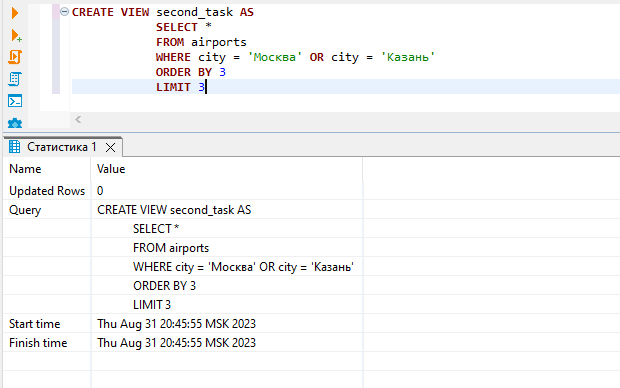 CREATE VIEW second_task AS
SELECT *
FROM airports
WHERE city = 'Москва' OR city = 'Казань'
ORDER BY 3
LIMIT 3
Статистика 1
Name Value
Updated Rows 0
Query CREATE VIEW second_task AS
SELECT *
FROM airports
WHERE city = 'Москва' OR city = 'Казань'
ORDER BY 3
LIMIT 3
Start time Thu Aug 31 20:45:55 MSK 2023
Finish time Thu Aug 31 20:45:55 MSK 2023